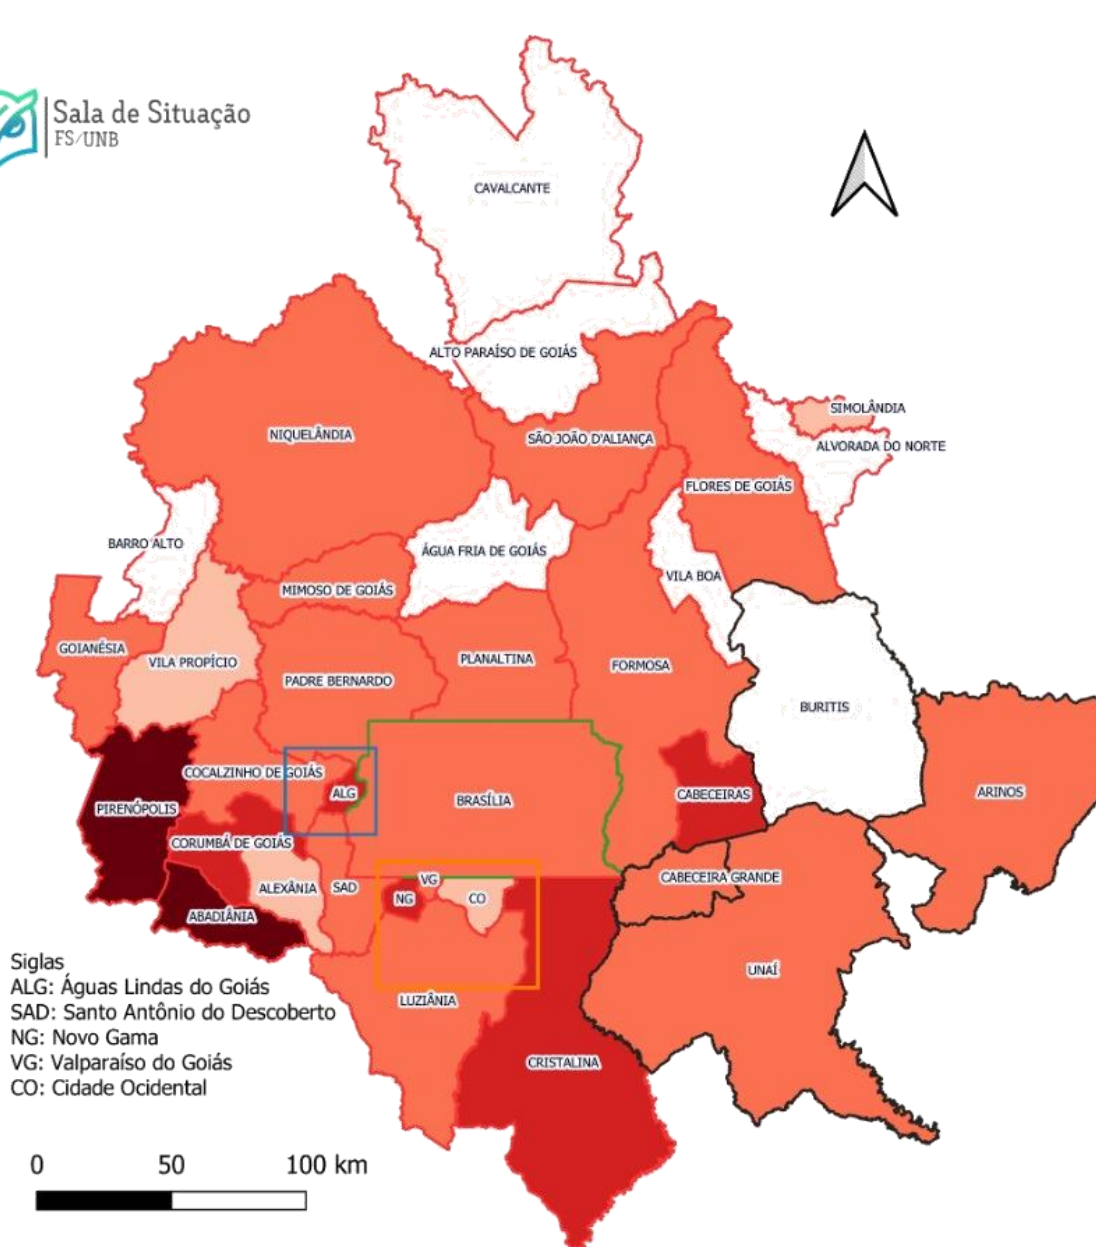 Sala de Situação
FS/UNB
CAVALCANTE
ALTO PARAÍSO DE GOIÁS
SIMOLÂNDIA
NIQUELÂNDIA
SÃO JOÃO D'ALIANÇA
ALVORADA DO NORTE
FLORES DE GOIÁS
BARRO ALTO
ÁGUA FRIA DE GOIÁS
VILA BOA
MIMOSO DE GOIÁS
GOIANÉSIA
VILA PROPÍCIO
PLANALTINA
FORMOSA
PADRE BERNARDO
BURITIS
COCALZINHO DE GOIÁS
ALG
CABECEIRAS
ARINOS
PIRENÓPOLIS
BRASÍLIA
CORUMBÁ DE GOIÁS
CABECEIRA GRANDE
VG
ALEXÂNIA
SAD
NG
CO
ABADIÂNIA
UNAÍ
LUZIÂNIA
CRISTALINA
Siglas
ALG: Águas Lindas do Goiás
SAD: Santo Antônio do Descoberto
NG: Novo Gama
VG: Valparaíso do Goiás
CO: Cidade Ocidental
0 50 100 km